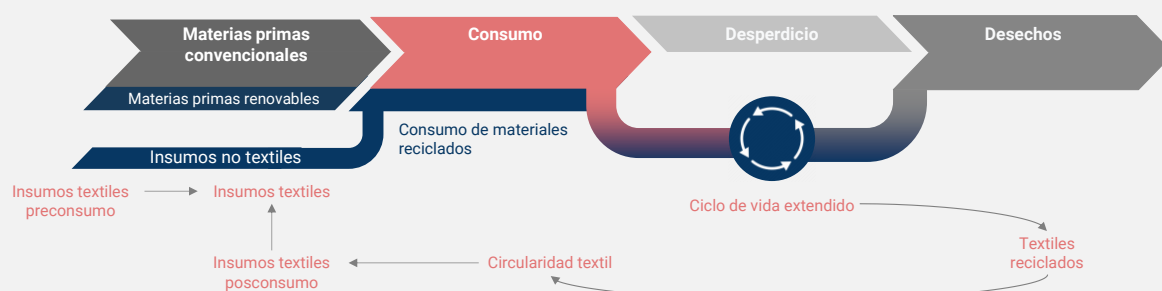 Materias primas
convencionales
Consumo
Desperdicio
Desechos
Materias primas renovables
Consumo de materiales
reciclados
Insumos no textiles
Insumos textiles
preconsumo
Insumos textiles
Ciclo de vida extendido
Textiles
reciclados
Insumos textiles
posconsumo
Circularidad textil